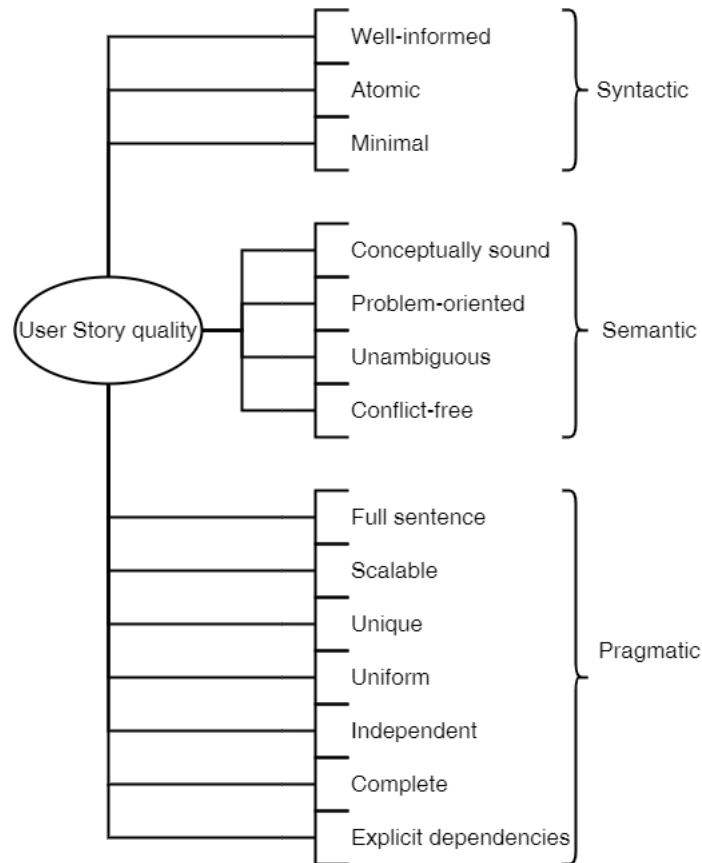 Well-informed
Atomic
Minimal
Syntactic
User Story quality
Conceptually sound
Problem-oriented
Unambiguous
Conflict-free
Semantic
Full sentence
Scalable
Unique
Uniform
Independent
Complete
Explicit dependencies
Pragmatic